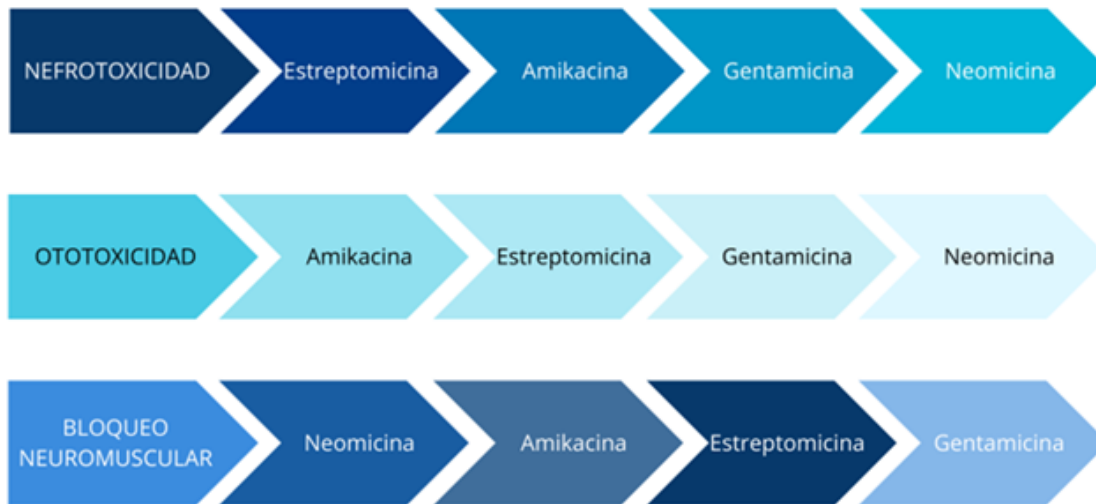 NEFROTOXICIDAD
Estreptomicina
Amikacina
Gentamicina
Neomicina
OTOTOXICIDAD
Amikacina
Estreptomicina
Gentamicina
Neomicina
BLOQUEO
NEUROMUSCULAR
Neomicina
Amikacina
Estreptomicina
Gentamicina